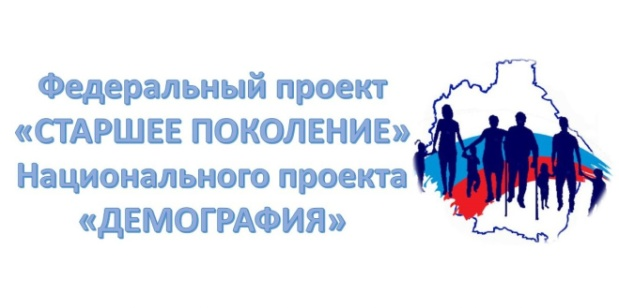 Федеральный проект
«СТАРШЕЕ ПОКОЛЕНИЕ»
Национального проекта
«ДЕМОГРАФИЯ»